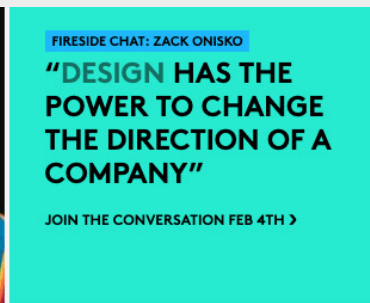 FIRESIDE CHAT: ZACK ONISKO
“DESIGN HAS THE
POWER TO CHANGE
THE DIRECTION OF A
COMPANY”
JOIN THE CONVERSATION FEB 4TH ❯